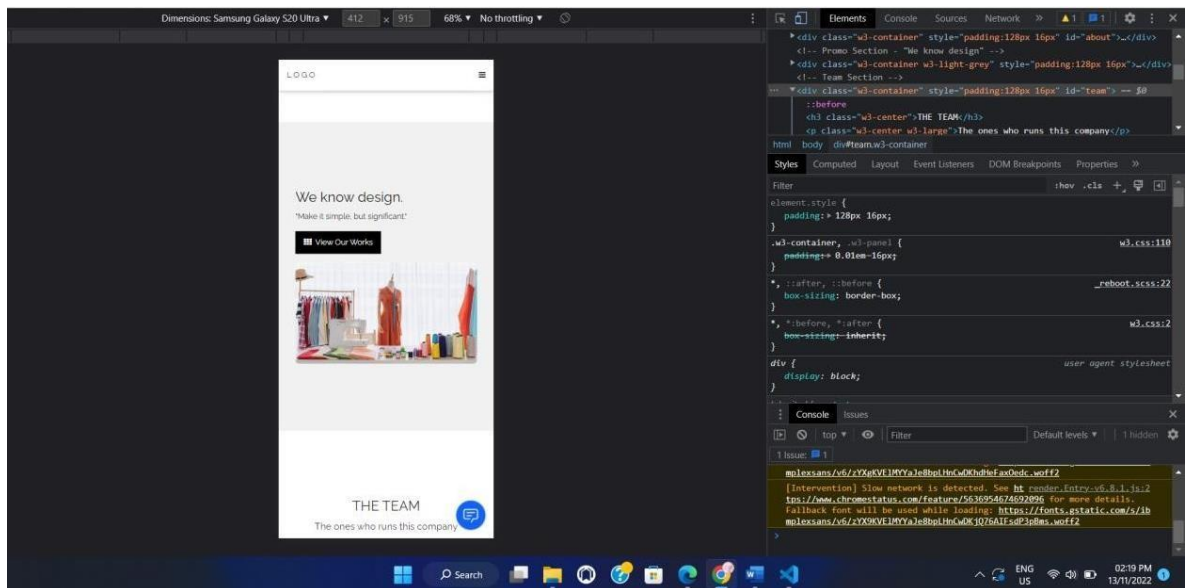 Dimensions: Samsung Galaxy S20 Ultra ▼ 412 x 915 68% ▼ No throttling ▼
Elements Console Sources Network » 1 1
<div class="w3-container" style="padding:128px 16px" id="about">…</div>
<!-- Promo Section - "We know design" -->
<div class="w3-container w3-light-grey" style="padding:128px 16px">…</div>
<!-- Team Section -->
<div class="w3-container" style="padding:128px 16px" id="team"> == $0
::before
<h3 class="w3-center">THE TEAM</h3>
<p class="w3-center w3-large">The ones who runs this company</p>
html body div#team.w3-container
Styles Computed Layout Event Listeners DOM Breakpoints Properties »
Filter :hov .cls +
element.style {
padding: 128px 16px;
}
.w3-container, .w3-panel { w3.css:110
padding: 0.01em 16px;
}
*, ::after, ::before { _reboot.scss:22
box-sizing: border-box;
}
*, *:before, *:after { w3.css:2
box-sizing: inherit;
}
div { user agent stylesheet
display: block;
}
Console Issues
top ▼ Filter Default levels ▼ 1 hidden
1 Issue: 1
[Intervention] Slow network is detected. See ht render.Entry-v6.8.1.js:2
tps://www.chromestatus.com/feature/5636954674692096 for more details.
Fallback font will be used while loading: https://fonts.gstatic.com/s/ib
LOGO
We know design.
"Make it simple, but significant."
View Our Works
THE TEAM
The ones who runs this company
Search
ENG
US
02:19 PM
13/11/2022
1